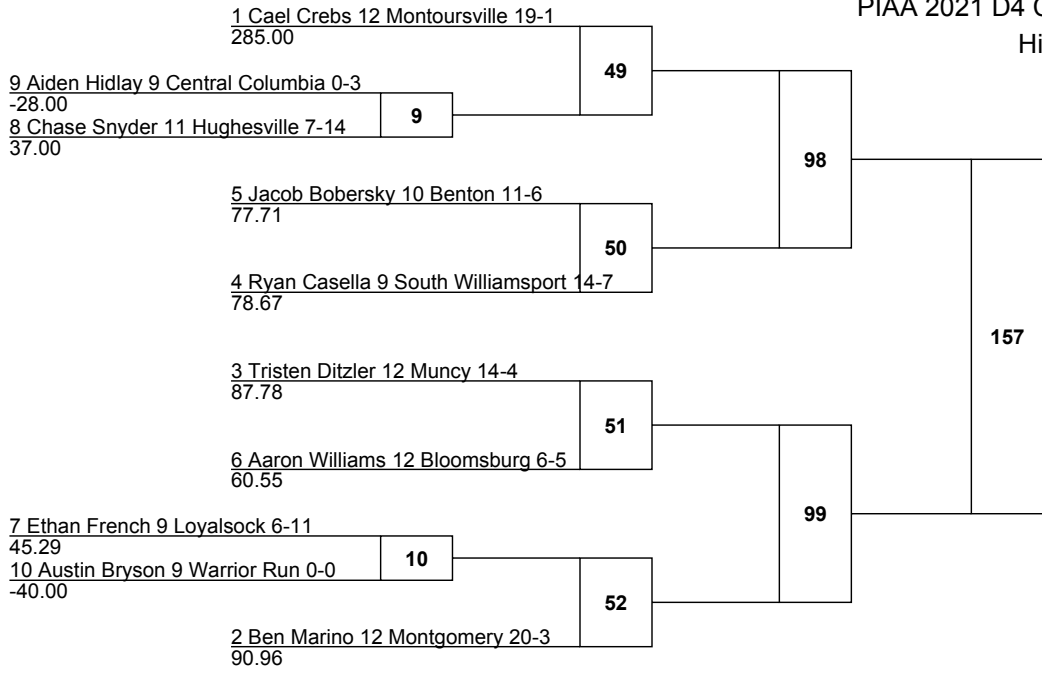 PIAA 2021 D4 C
Hi
1 Cael Crebs 12 Montoursville 19-1
285.00
49
9 Aiden Hidlay 9 Central Columbia 0-3
-28.00
9
8 Chase Snyder 11 Hughesville 7-14
37.00
98
5 Jacob Bobersky 10 Benton 11-6
77.71
50
4 Ryan Casella 9 South Williamsport 14-7
78.67
157
3 Tristen Ditzler 12 Muncy 14-4
87.78
51
6 Aaron Williams 12 Bloomsburg 6-5
60.55
99
7 Ethan French 9 Loyalsock 6-11
45.29
10
10 Austin Bryson 9 Warrior Run 0-0
-40.00
52
2 Ben Marino 12 Montgomery 20-3
90.96